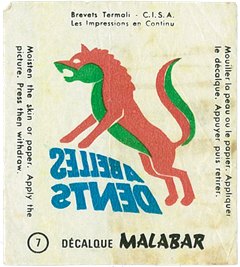 Brevets Termoli - C.I.S.A.
Les Impressions en Continu
Moisten the skin or paper. Apply the
picture. Press then withdraw.
Mouiller la peau ou le papier. Appliquer
le décalque. Appuyer puis retirer.
A BELLES
DENTS
7 DÉCALQUE MALABAR